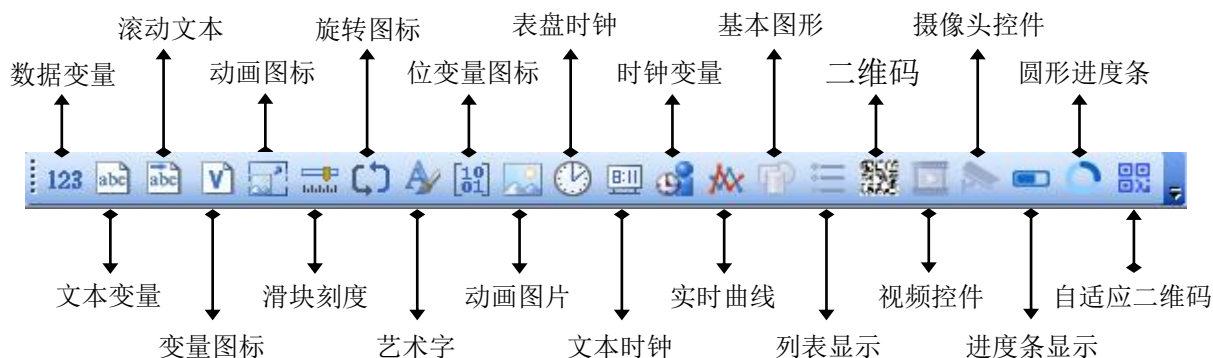 滚动文本 旋转图标 表盘时钟 基本图形 摄像头控件
数据变量 动画图标 位变量图标 时钟变量 二维码 圆形进度条
123 abc abc V 10 01 8:11
文本变量 滑块刻度 动画图片 实时曲线 视频控件 自适应二维码
变量图标 艺术字 文本时钟 列表显示 进度条显示